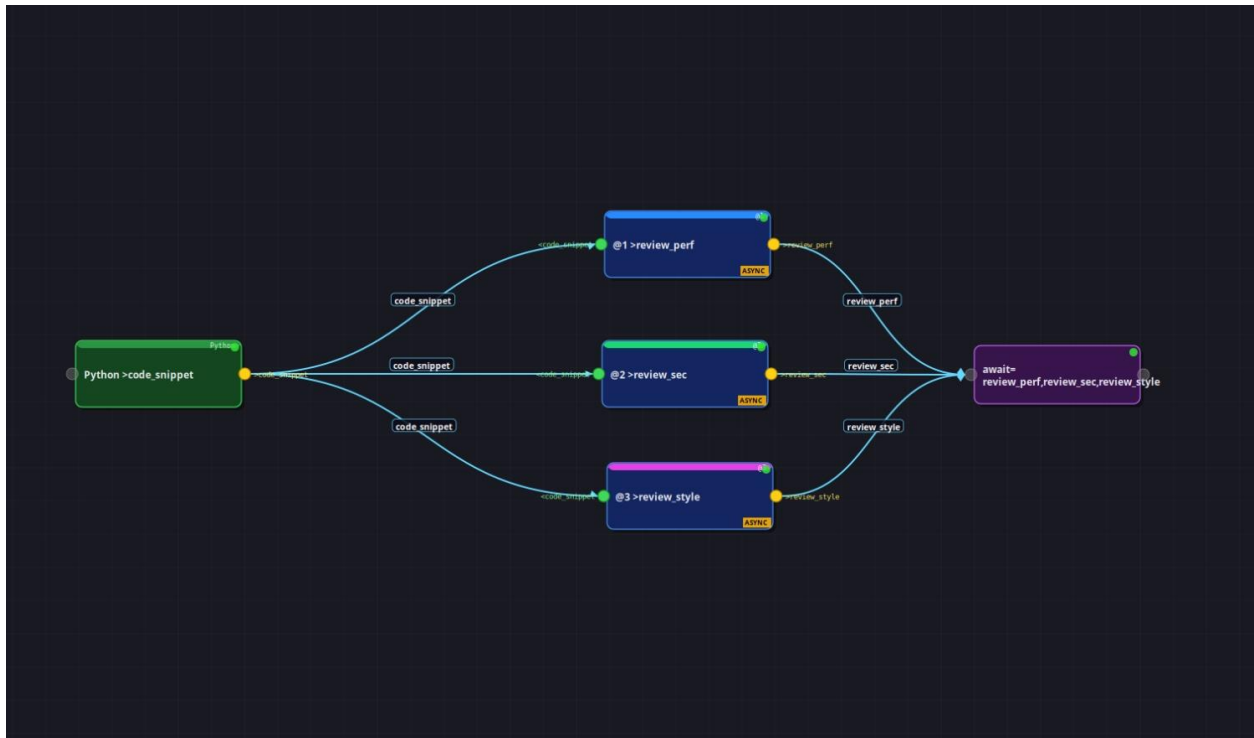 @
@1 >review_perf
<code_snippet
>review_perf
ASYNC
code_snippet
review_perf
Python
Python >code_snippet
>code_snippet
code_snippet
@
@2 >review_sec
<code_snippet
>review_sec
ASYNC
review_sec
await=
review_perf,review_sec,review_style
code_snippet
review_style
@
@3 >review_style
<code_snippet
>review_style
ASYNC